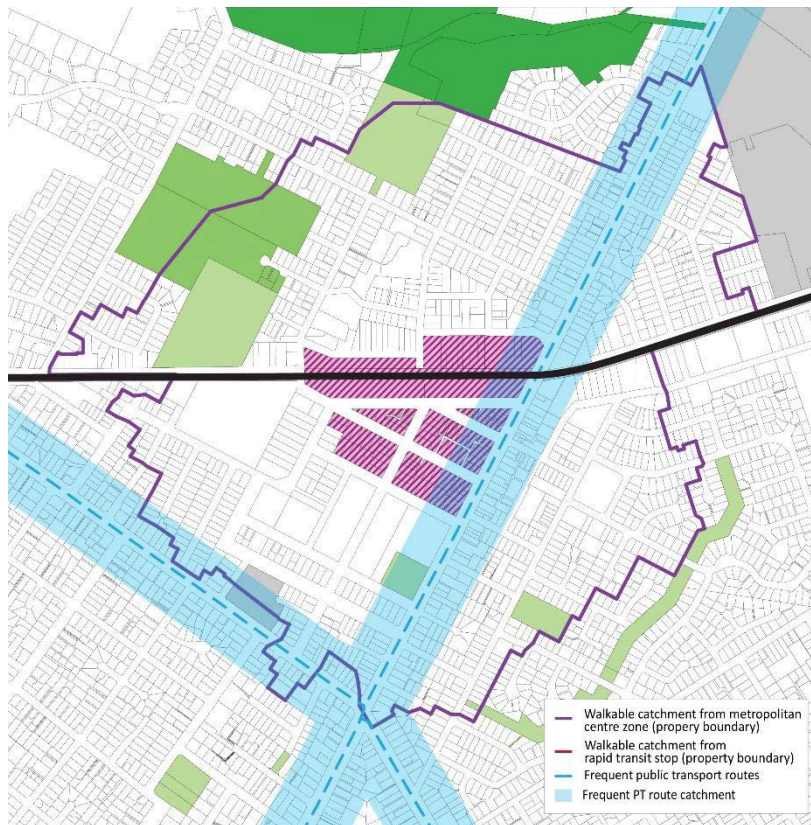 Walkable catchment from metropolitan
centre zone (propery boundary)
Walkable catchment from
rapid transit stop (property boundary)
Frequent public transport routes
Frequent PT route catchment